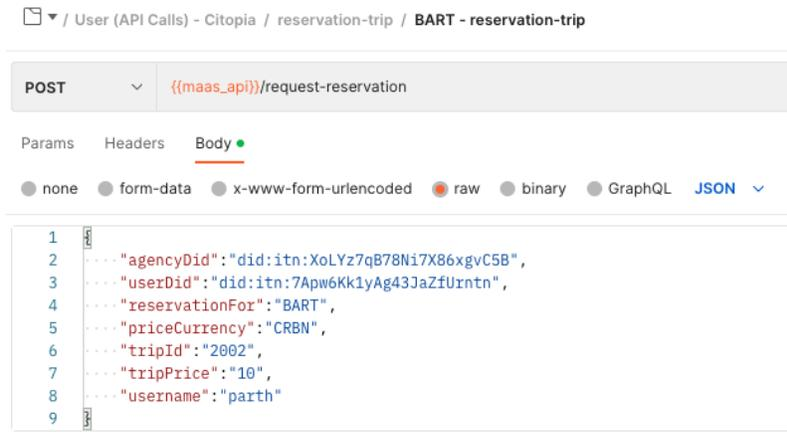 / User (API Calls) - Citopia / reservation-trip / BART - reservation-trip
POST {{maas_api}}/request-reservation
Params Headers Body
none form-data x-www-form-urlencoded raw binary GraphQL JSON
1 {
2 "agencyDid":"did:itn:XoLYz7qB78Ni7X86xgvC5B",
3 "userDid":"did:itn:7Apw6Kk1yAg43JaZfUrntn",
4 "reservationFor":"BART",
5 "priceCurrency":"CRBN",
6 "tripId":"2002",
7 "tripPrice":"10",
8 "username":"parth"
9 }